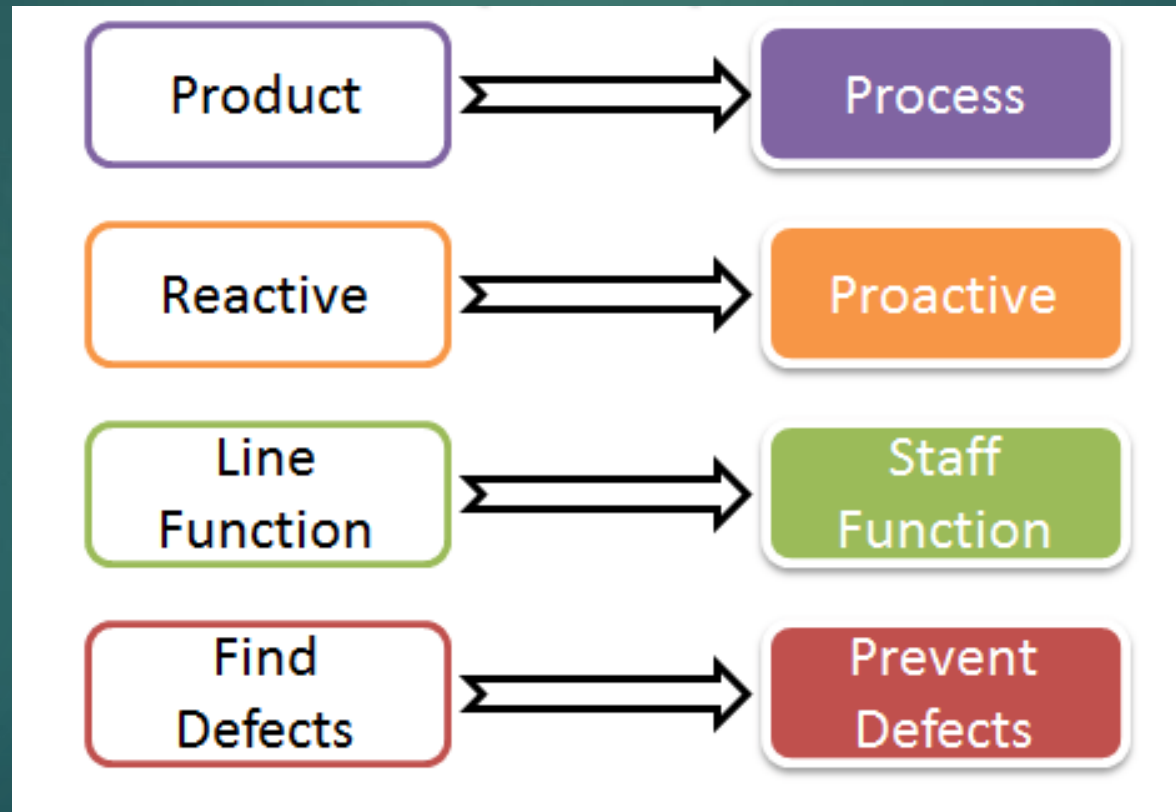 Product
Process
Reactive
Proactive
Line
Function
Staff
Function
Find
Defects
Prevent
Defects